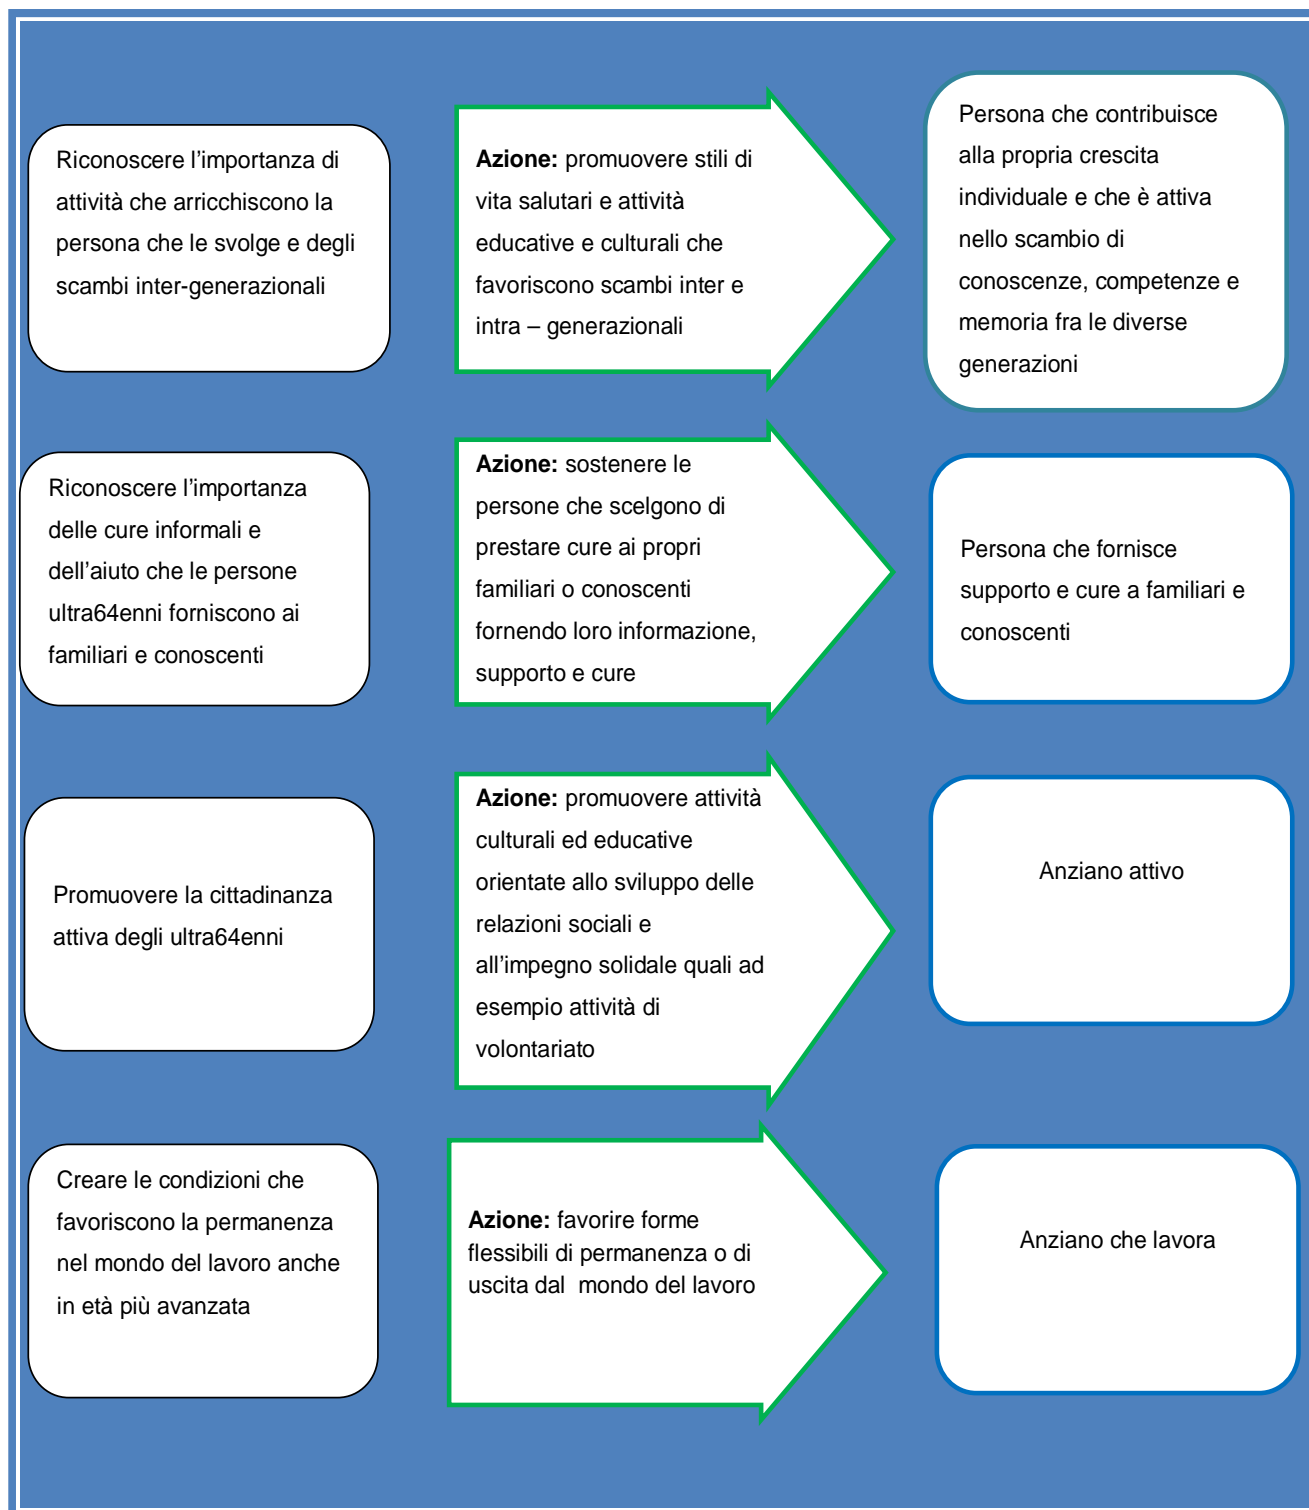 Riconoscere l’importanza di
attività che arricchiscono la
persona che le svolge e degli
scambi inter-generazionali
Azione: promuovere stili di
vita salutari e attività
educative e culturali che
favoriscono scambi inter e
intra – generazionali
Persona che contribuisce
alla propria crescita
individuale e che è attiva
nello scambio di
conoscenze, competenze e
memoria fra le diverse
generazioni
Riconoscere l’importanza
delle cure informali e
dell’aiuto che le persone
ultra64enni forniscono ai
familiari e conoscenti
Azione: sostenere le
persone che scelgono di
prestare cure ai propri
familiari o conoscenti
fornendo loro informazione,
supporto e cure
Persona che fornisce
supporto e cure a familiari e
conoscenti
Promuovere la cittadinanza
attiva degli ultra64enni
Azione: promuovere attività
culturali ed educative
orientate allo sviluppo delle
relazioni sociali e
all’impegno solidale quali ad
esempio attività di
volontariato
Anziano attivo
Creare le condizioni che
favoriscono la permanenza
nel mondo del lavoro anche
in età più avanzata
Azione: favorire forme
flessibili di permanenza o di
uscita dal  mondo del lavoro
Anziano che lavora